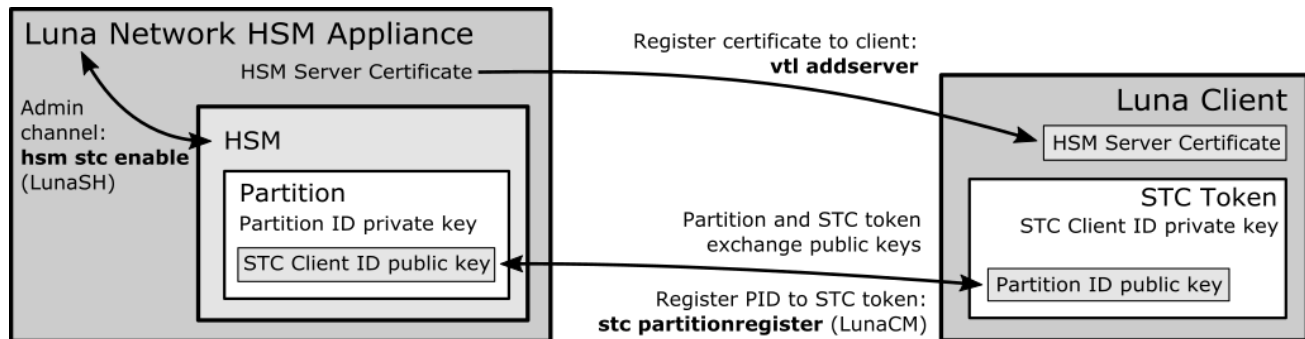 Luna Network HSM Appliance
HSM Server Certificate
Admin
channel:
hsm stc enable
(LunaSH)
HSM
Partition
Partition ID private key
STC Client ID public key
Register certificate to client:
vtl addserver
Partition and STC token
exchange public keys
Register PID to STC token:
stc partitionregister (LunaCM)
Luna Client
HSM Server Certificate
STC Token
STC Client ID private key
Partition ID public key